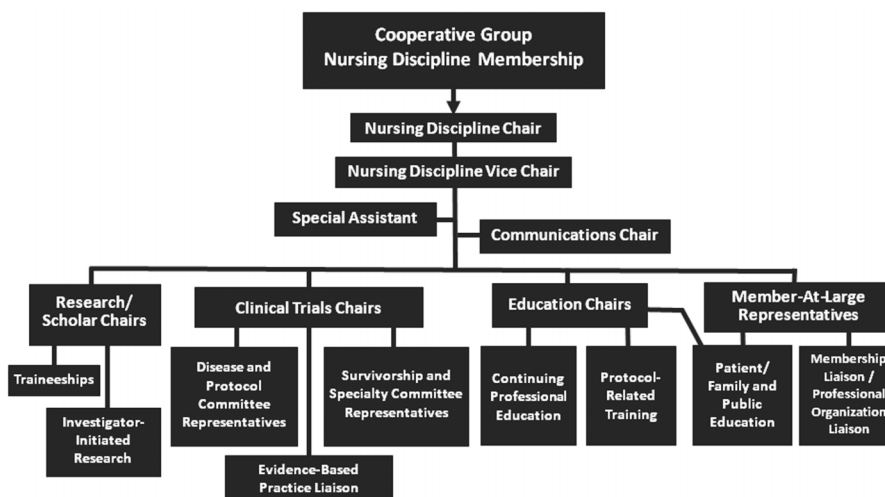 Cooperative Group
Nursing Discipline Membership
Nursing Discipline Chair
Nursing Discipline Vice Chair
Special Assistant
Communications Chair
Research/
Scholar Chairs
Clinical Trials Chairs
Education Chairs
Member-At-Large
Representatives
Traineeships
Investigator-
Initiated
Research
Disease and
Protocol
Committee
Representatives
Survivorship and
Specialty Committee
Representatives
Evidence-Based
Practice Liaison
Continuing
Professional
Education
Protocol-
Related
Training
Patient/
Family and
Public
Education
Membership
Liaison /
Professional
Organization
Liaison